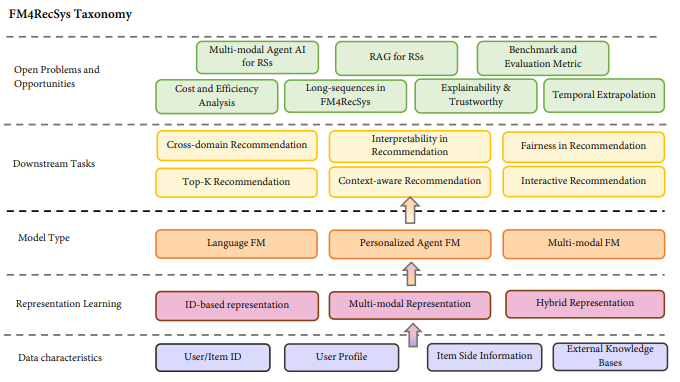 FM4RecSys Taxonomy
Multi-modal Agent AI
for RSs
RAG for RSs
Benchmark and
Evaluation Metric
Open Problems and
Opportunities
Cost and Efficiency
Analysis
Long-sequences in
FM4RecSys
Explainability &
Trustworthy
Temporal Extrapolation
Cross-domain Recommendation
Interpretability in
Recommendation
Fairness in Recommendation
Downstream Tasks
Top-K Recommendation
Context-aware Recommendation
Interactive Recommendation
Model Type
Language FM
Personalized Agent FM
Multi-modal FM
Representation Learning
ID-based representation
Multi-modal Representation
Hybrid Representation
Data characteristics
User/Item ID
User Profile
Item Side Information
External Knowledge
Bases